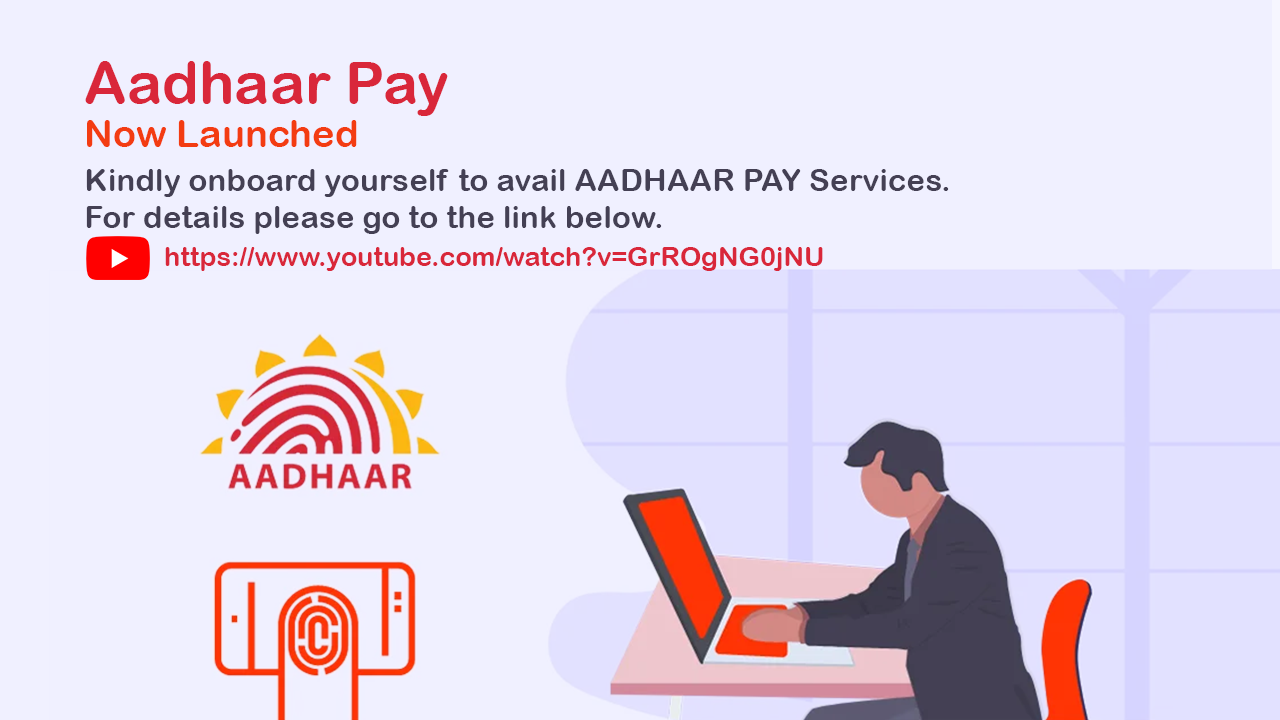 Aadhaar Pay
Now Launched
Kindly onboard yourself to avail AADHAAR PAY Services.
For details please go to the link below.
https://www.youtube.com/watch?v=GrROgNG0jNU
AADHAAR